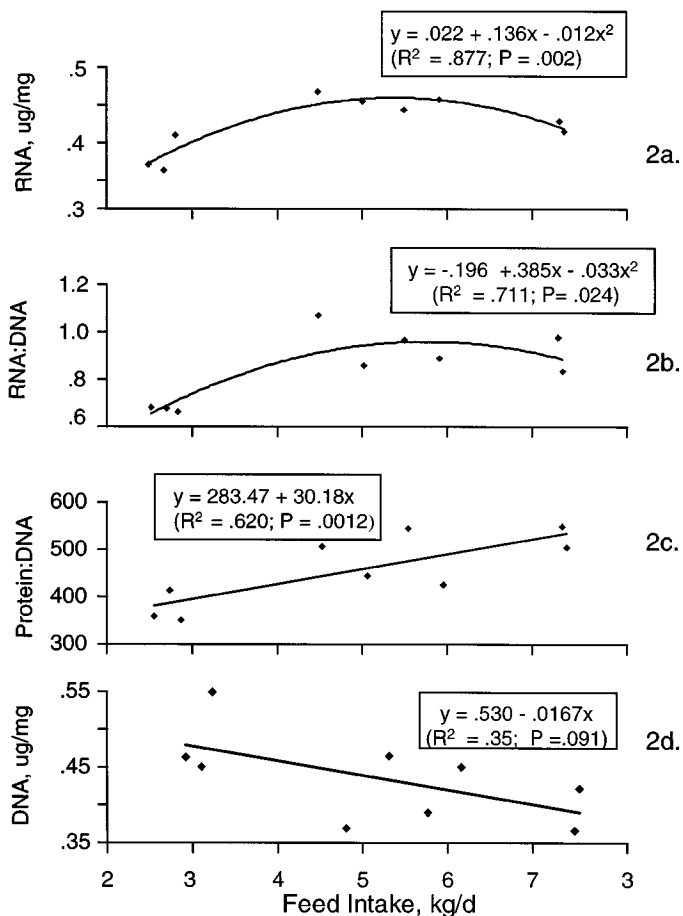 y = .022 + .136x - .012x²
(R² = .877; P = .002)
.5
.4
.3
RNA, ug/mg
2a.
y = -.196 +.385x - .033x²
(R² = .711; P= .024)
1.2
1.0
.8
.6
RNA:DNA
2b.
y = 283.47 + 30.18x
(R² = .620; P = .0012)
600
500
400
300
Protein:DNA
2c.
y = .530 - .0167x
(R² = .35; P =.091)
.55
.45
.35
DNA, ug/mg
2d.
2 3 4 5 6 7 3
Feed Intake, kg/d